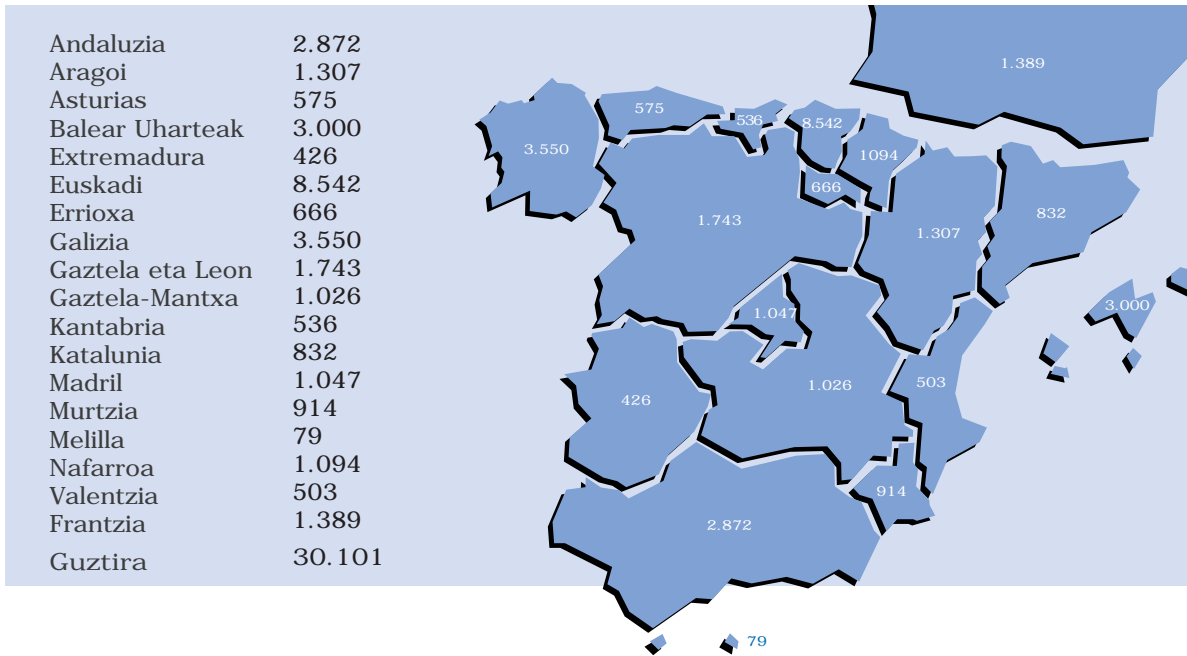 Andaluzia 2.872
Aragoi 1.307
Asturias 575
Balear Uharteak 3.000
Extremadura 426
Euskadi 8.542
Errioxa 666
Galizia 3.550
Gaztela eta Leon 1.743
Gaztela-Mantxa 1.026
Kantabria 536
Katalunia 832
Madril 1.047
Murtzia 914
Melilla 79
Nafarroa 1.094
Valentzia 503
Frantzia 1.389
Guztira 30.101
1.389
575
536
8.542
3.550
1094
666
1.743
832
1.307
3.000
1.047
1.026
503
426
914
2.872
79